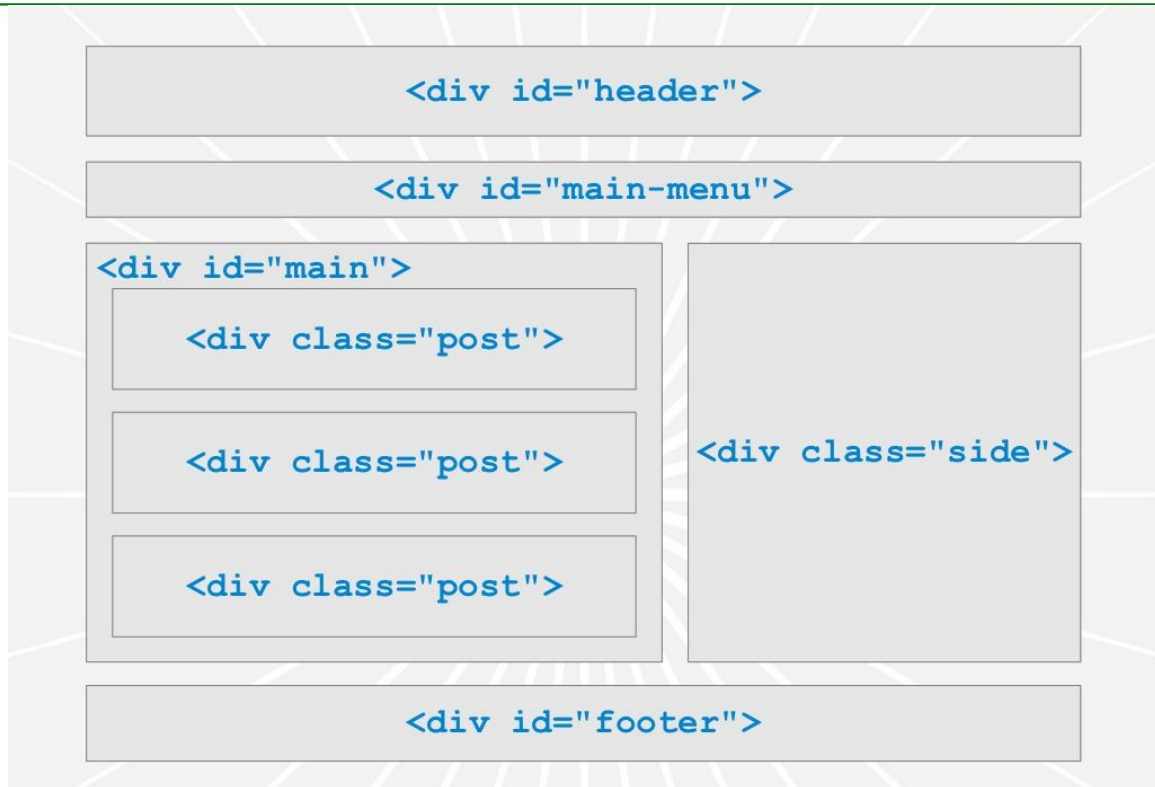 <div id="header">
<div id="main-menu">
<div id="main">
<div class="post">
<div class="post">
<div class="post">
<div class="side">
<div id="footer">